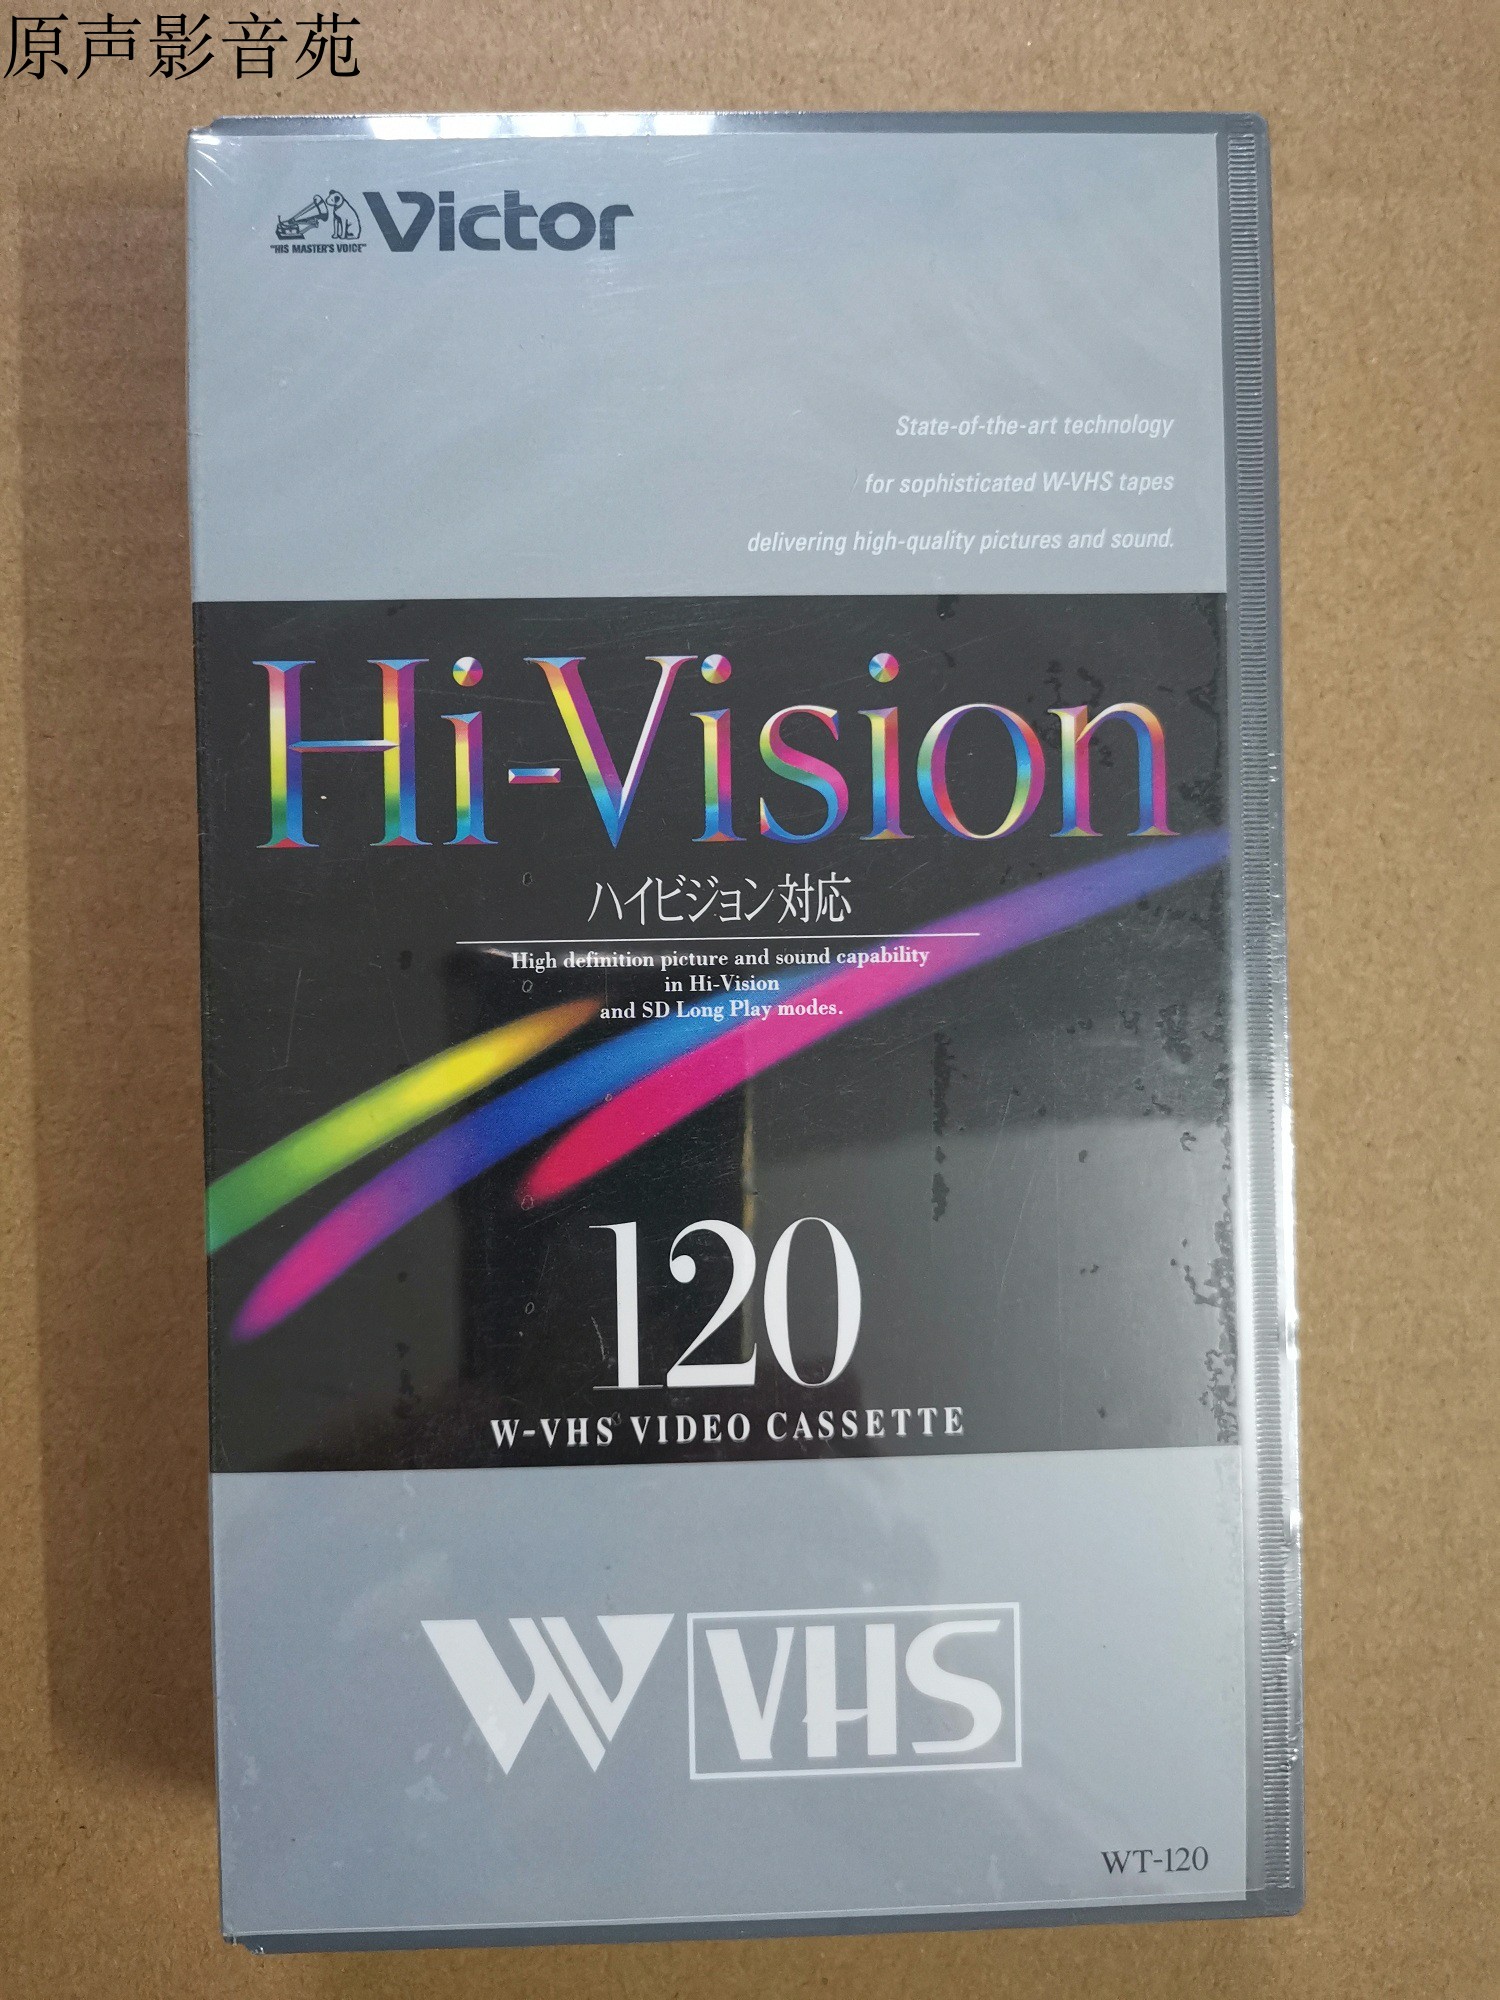 原声影音苑
"HIS MASTER'S VOICE"
Victor
State-of-the-art technology
for sophisticated W-VHS tapes
delivering high-quality pictures and sound.
Hi-Vision
ハイビジョン対応
High definition picture and sound capability
in Hi-Vision
and SD Long Play modes.
120
W-VHS VIDEO CASSETTE
W VHS
WT-120